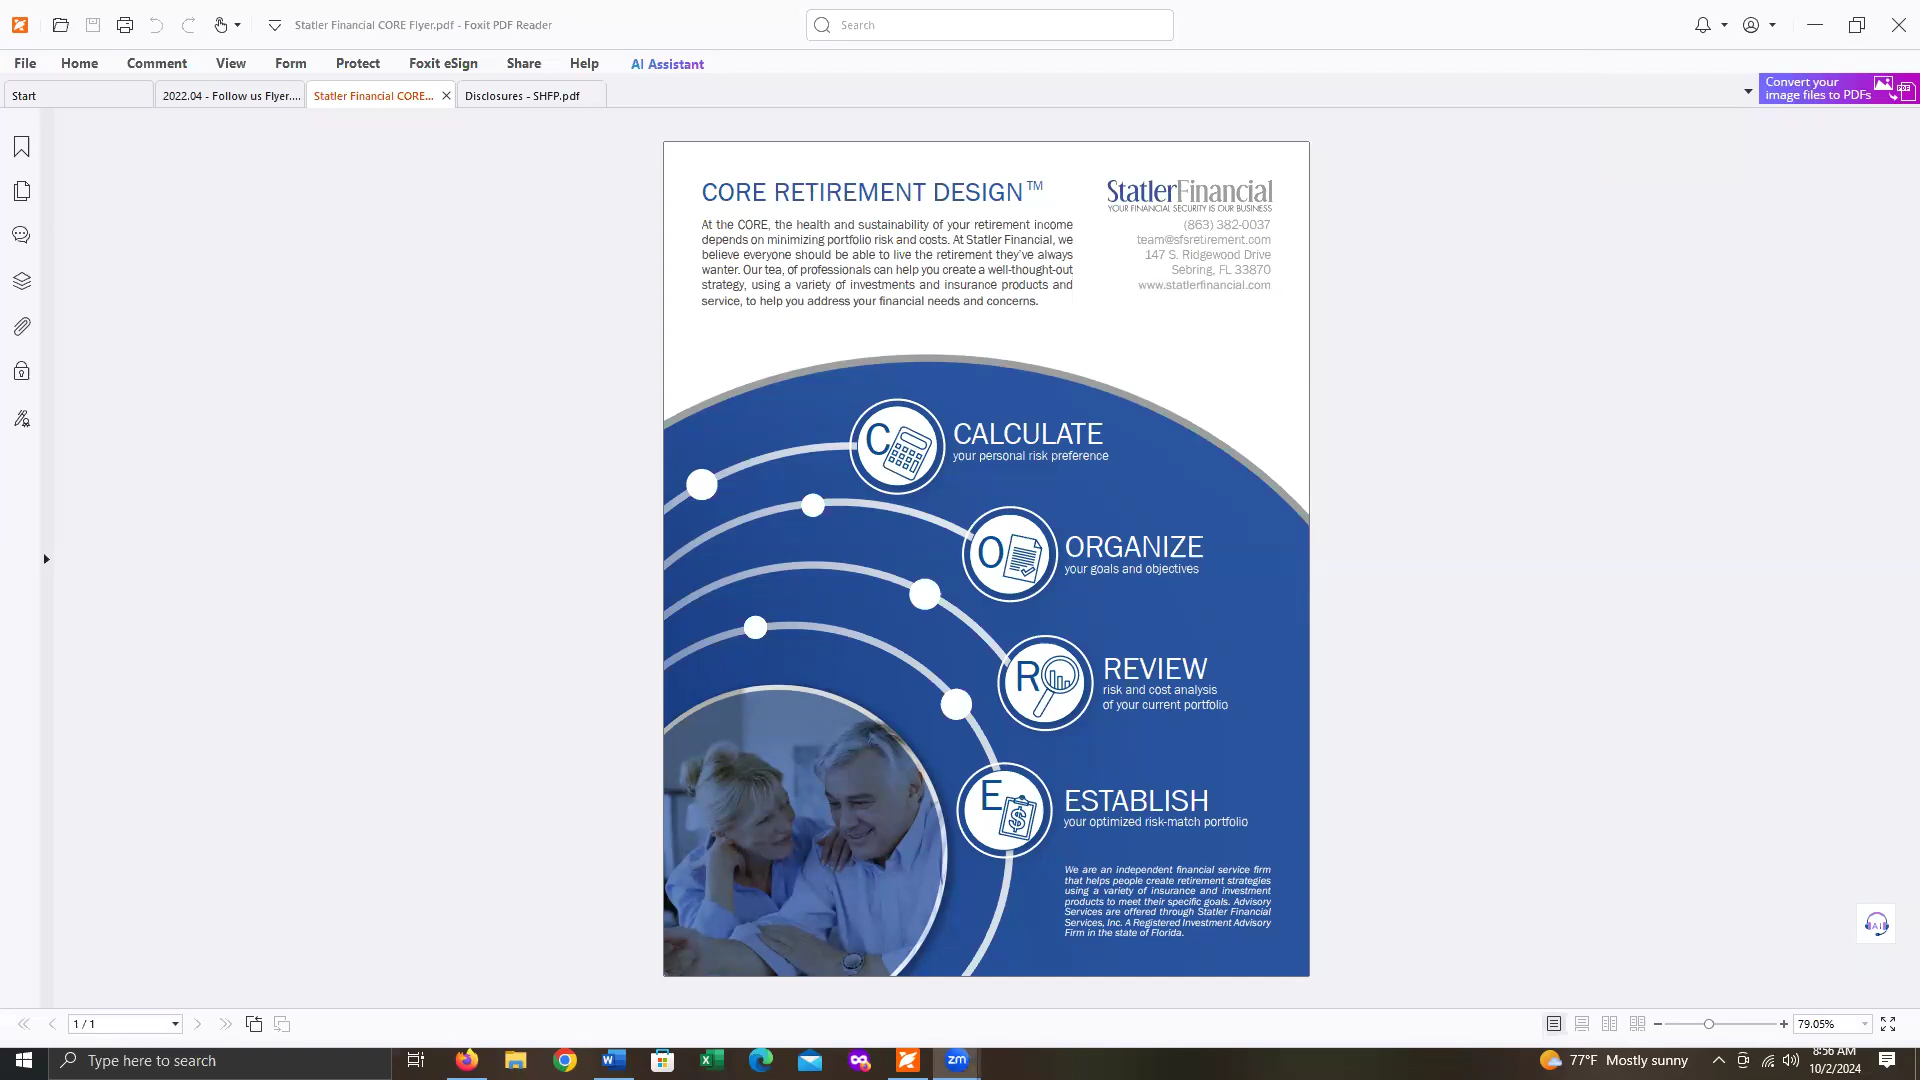 Statler Financial CORE Flyer.pdf - Foxit PDF Reader
Search
File Home Comment View Form Protect Foxit eSign Share Help AI Assistant
Start
2022.04 - Follow us Flyer....
Statler Financial CORE...
Disclosures - SHFP.pdf
Convert your
image files to PDFs
CORE RETIREMENT DESIGN™
At the CORE, the health and sustainability of your retirement income
depends on minimizing portfolio risk and costs. At Statler Financial, we
believe everyone should be able to live the retirement they've always
wanter. Our tea, of professionals can help you create a well-thought-out
strategy, using a variety of investments and insurance products and
service, to help you address your financial needs and concerns.
StatlerFinancial
YOUR FINANCIAL SECURITY IS OUR BUSINESS
(863) 382-0037
team@sfsretirement.com
147 S. Ridgewood Drive
Sebring, FL 33870
www.statlerfinancial.com
C
CALCULATE
your personal risk preference
O
ORGANIZE
your goals and objectives
R
REVIEW
risk and cost analysis
of your current portfolio
E
$
ESTABLISH
your optimized risk-match portfolio
We are an independent financial service firm
that helps people create retirement strategies
using a variety of insurance and investment
products to meet their specific goals. Advisory
Services are offered through Statler Financial
Services, Inc. A Registered Investment Advisory
Firm in the state of Florida.
AI
1 / 1
79.05%
Type here to search
zm
77°F Mostly sunny
8:56 AM
10/2/2024